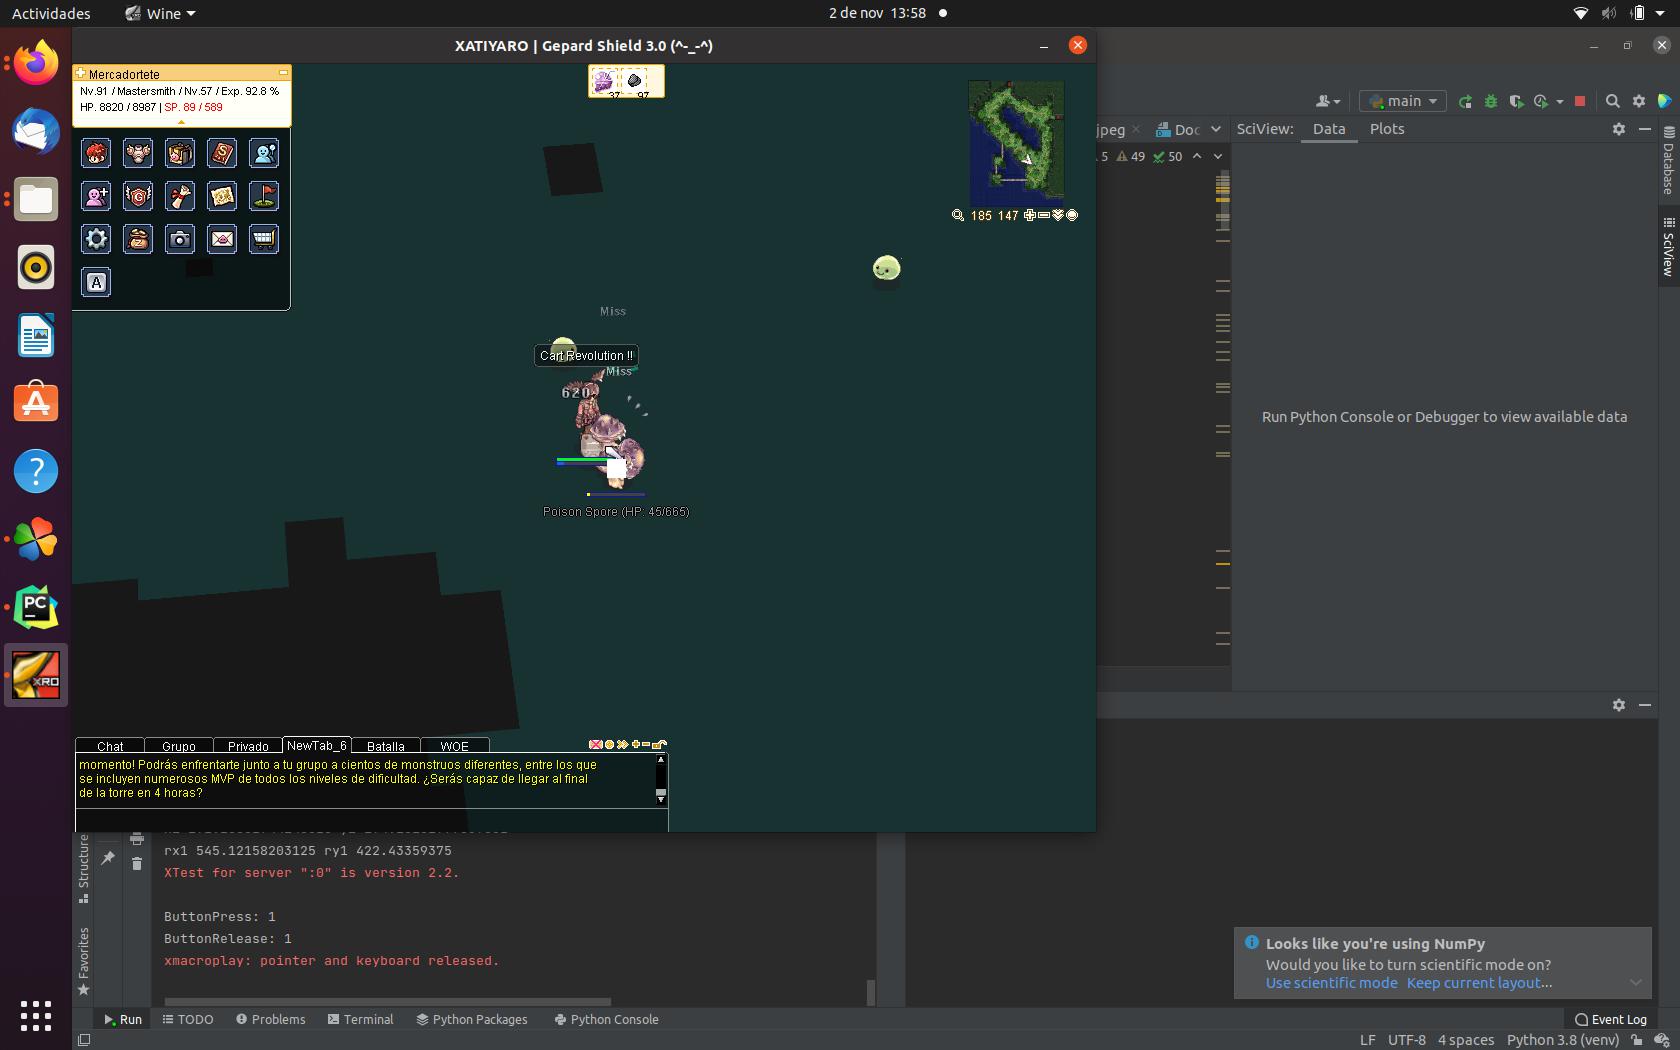 Actividades
Wine
2 de nov 13:58
XATIYARO | Gepard Shield 3.0 (^-_-^)
Mercadortete
Nv.91 / Mastersmith / Nv.57 / Exp. 92.8 %
HP. 8820 / 8987 | SP. 89 / 589
37
97
185 147
main
jpeg
Doc
SciView:
Data
Plots
5
49
50
Database
SciView
A
Miss
Cart Revolution !!
Miss
620
Poison Spore (HP: 45/665)
Run Python Console or Debugger to view available data
PC
XRO
Chat
Grupo
Privado
NewTab_6
Batalla
WOE
momento! Podrás enfrentarte junto a tu grupo a cientos de monstruos diferentes, entre los que
se incluyen numerosos MVP de todos los niveles de dificultad. ¿Serás capaz de llegar al final
de la torre en 4 horas?
Structure
Favorites
rx1 545.12158203125 ry1 422.43359375
XTest for server ":0" is version 2.2.
ButtonPress: 1
ButtonRelease: 1
xmacroplay: pointer and keyboard released.
Looks like you're using NumPy
Would you like to turn scientific mode on?
Use scientific mode Keep current layout...
Run
TODO
Problems
Terminal
Python Packages
Python Console
Event Log
LF UTF-8 4 spaces Python 3.8 (venv)